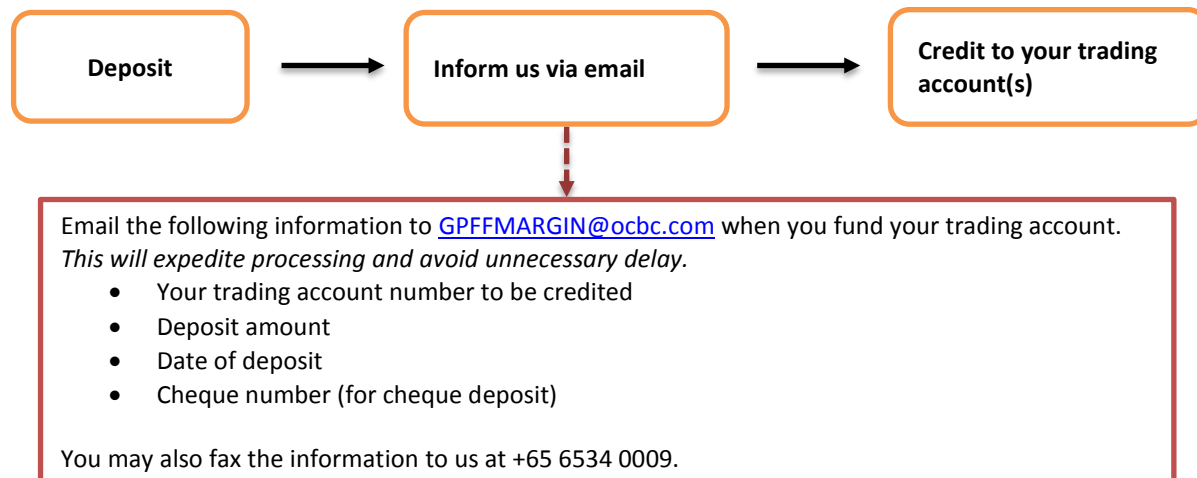 Deposit
Inform us via email
Credit to your trading
account(s)
Email the following information to GPFFMARGIN@ocbc.com when you fund your trading account.
This will expedite processing and avoid unnecessary delay.
• Your trading account number to be credited
• Deposit amount
• Date of deposit
• Cheque number (for cheque deposit)
You may also fax the information to us at +65 6534 0009.